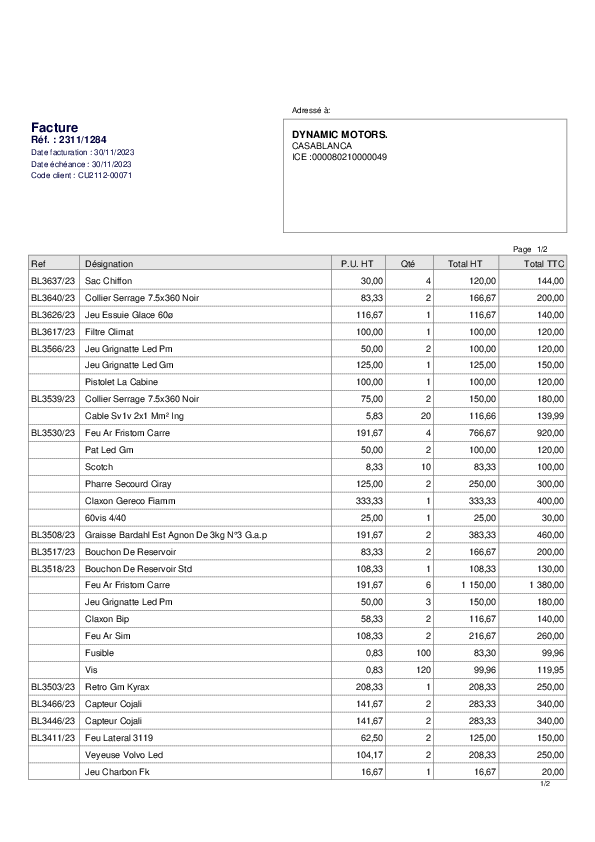 Adressé à:
Facture
Réf. : 2311/1284
Date facturation : 30/11/2023
Date échéance : 30/11/2023
Code client : CU2112-00071
DYNAMIC MOTORS.
CASABLANCA
ICE :000080210000049
Page 1/2
Ref Désignation P.U. HT Qté Total HT Total TTC
BL3637/23 Sac Chiffon 30,00 4 120,00 144,00
BL3640/23 Collier Serrage 7.5x360 Noir 83,33 2 166,67 200,00
BL3626/23 Jeu Essuie Glace 60ø 116,67 1 116,67 140,00
BL3617/23 Filtre Climat 100,00 1 100,00 120,00
BL3566/23 Jeu Grignatte Led Pm 50,00 2 100,00 120,00
Jeu Grignatte Led Gm 125,00 1 125,00 150,00
Pistolet La Cabine 100,00 1 100,00 120,00
BL3539/23 Collier Serrage 7.5x360 Noir 75,00 2 150,00 180,00
Cable Sv1v 2x1 Mm² Ing 5,83 20 116,66 139,99
BL3530/23 Feu Ar Fristom Carre 191,67 4 766,67 920,00
Pat Led Gm 50,00 2 100,00 120,00
Scotch 8,33 10 83,33 100,00
Pharre Secourd Ciray 125,00 2 250,00 300,00
Claxon Gereco Fiamm 333,33 1 333,33 400,00
60vis 4/40 25,00 1 25,00 30,00
BL3508/23 Graisse Bardahl Est Agnon De 3kg N°3 G.a.p 191,67 2 383,33 460,00
BL3517/23 Bouchon De Reservoir 83,33 2 166,67 200,00
BL3518/23 Bouchon De Reservoir Std 108,33 1 108,33 130,00
Feu Ar Fristom Carre 191,67 6 1 150,00 1 380,00
Jeu Grignatte Led Pm 50,00 3 150,00 180,00
Claxon Bip 58,33 2 116,67 140,00
Feu Ar Sim 108,33 2 216,67 260,00
Fusible 0,83 100 83,30 99,96
Vis 0,83 120 99,96 119,95
BL3503/23 Retro Gm Kyrax 208,33 1 208,33 250,00
BL3466/23 Capteur Cojali 141,67 2 283,33 340,00
BL3446/23 Capteur Cojali 141,67 2 283,33 340,00
BL3411/23 Feu Lateral 3119 62,50 2 125,00 150,00
Veyeuse Volvo Led 104,17 2 208,33 250,00
Jeu Charbon Fk 16,67 1 16,67 20,00
1/2